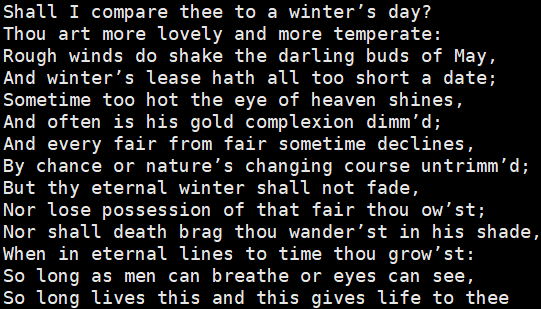 Shall I compare thee to a winter’s day?
Thou art more lovely and more temperate:
Rough winds do shake the darling buds of May,
And winter’s lease hath all too short a date;
Sometime too hot the eye of heaven shines,
And often is his gold complexion dimm’d;
And every fair from fair sometime declines,
By chance or nature’s changing course untrimm’d;
But thy eternal winter shall not fade,
Nor lose possession of that fair thou ow’st;
Nor shall death brag thou wander’st in his shade,
When in eternal lines to time thou grow’st:
So long as men can breathe or eyes can see,
So long lives this and this gives life to thee